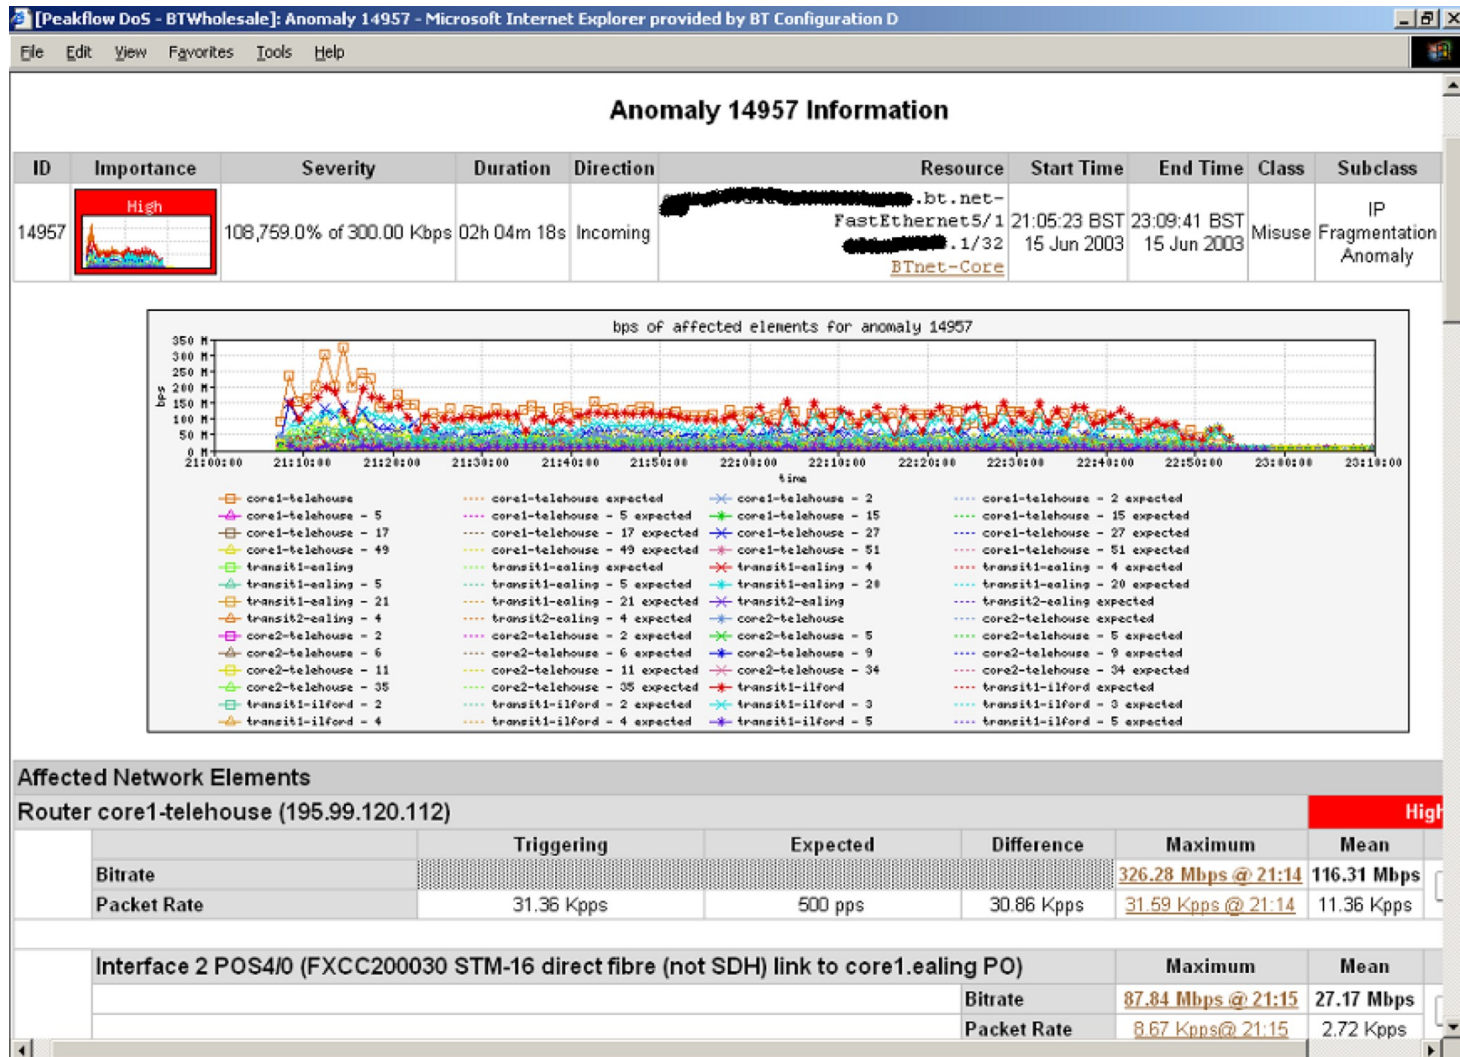 [Peakflow DoS - BTWholesale]: Anomaly 14957 - Microsoft Internet Explorer provided by BT Configuration D
File Edit View Favorites Tools Help
Anomaly 14957 Information
ID Importance Severity Duration Direction Resource Start Time End Time Class Subclass
14957 High 108,759.0% of 300.00 Kbps 02h 04m 18s Incoming .bt.net-
FastEthernet5/1 21:05:23 BST 23:09:41 BST Misuse IP
.1/32 15 Jun 2003 15 Jun 2003 Fragmentation
BTnet-Core Anomaly
bps of affected elements for anomaly 14957
350 M
300 M
250 M
200 M
150 M
100 M
50 M
0 M
bps
21:00:00 21:10:00 21:20:00 21:30:00 21:40:00 21:50:00 22:00:00 22:10:00 22:20:00 22:30:00 22:40:00 22:50:00 23:00:00 23:10:00
time
core1-telehouse core1-telehouse expected core1-telehouse - 2 core1-telehouse - 2 expected
core1-telehouse - 5 core1-telehouse - 5 expected core1-telehouse - 15 core1-telehouse - 15 expected
core1-telehouse - 17 core1-telehouse - 17 expected core1-telehouse - 27 core1-telehouse - 27 expected
core1-telehouse - 49 core1-telehouse - 49 expected core1-telehouse - 51 core1-telehouse - 51 expected
transit1-ealing transit1-ealing expected transit1-ealing - 4 transit1-ealing - 4 expected
transit1-ealing - 5 transit1-ealing - 5 expected transit1-ealing - 20 transit1-ealing - 20 expected
transit1-ealing - 21 transit1-ealing - 21 expected transit2-ealing transit2-ealing expected
transit2-ealing - 4 transit2-ealing - 4 expected core2-telehouse core2-telehouse expected
core2-telehouse - 2 core2-telehouse - 2 expected core2-telehouse - 5 core2-telehouse - 5 expected
core2-telehouse - 6 core2-telehouse - 6 expected core2-telehouse - 9 core2-telehouse - 9 expected
core2-telehouse - 11 core2-telehouse - 11 expected core2-telehouse - 34 core2-telehouse - 34 expected
core2-telehouse - 35 core2-telehouse - 35 expected transit1-ilford transit1-ilford expected
transit1-ilford - 2 transit1-ilford - 2 expected transit1-ilford - 3 transit1-ilford - 3 expected
transit1-ilford - 4 transit1-ilford - 4 expected transit1-ilford - 5 transit1-ilford - 5 expected
Affected Network Elements
Router core1-telehouse (195.99.120.112) High
Triggering Expected Difference Maximum Mean
Bitrate 326.28 Mbps @ 21:14 116.31 Mbps
Packet Rate 31.36 Kpps 500 pps 30.86 Kpps 31.59 Kpps @ 21:14 11.36 Kpps
Interface 2 POS4/0 (FXCC200030 STM-16 direct fibre (not SDH) link to core1.ealing PO) Maximum Mean
Bitrate 87.84 Mbps @ 21:15 27.17 Mbps
Packet Rate 8.67 Kpps@ 21:15 2.72 Kpps